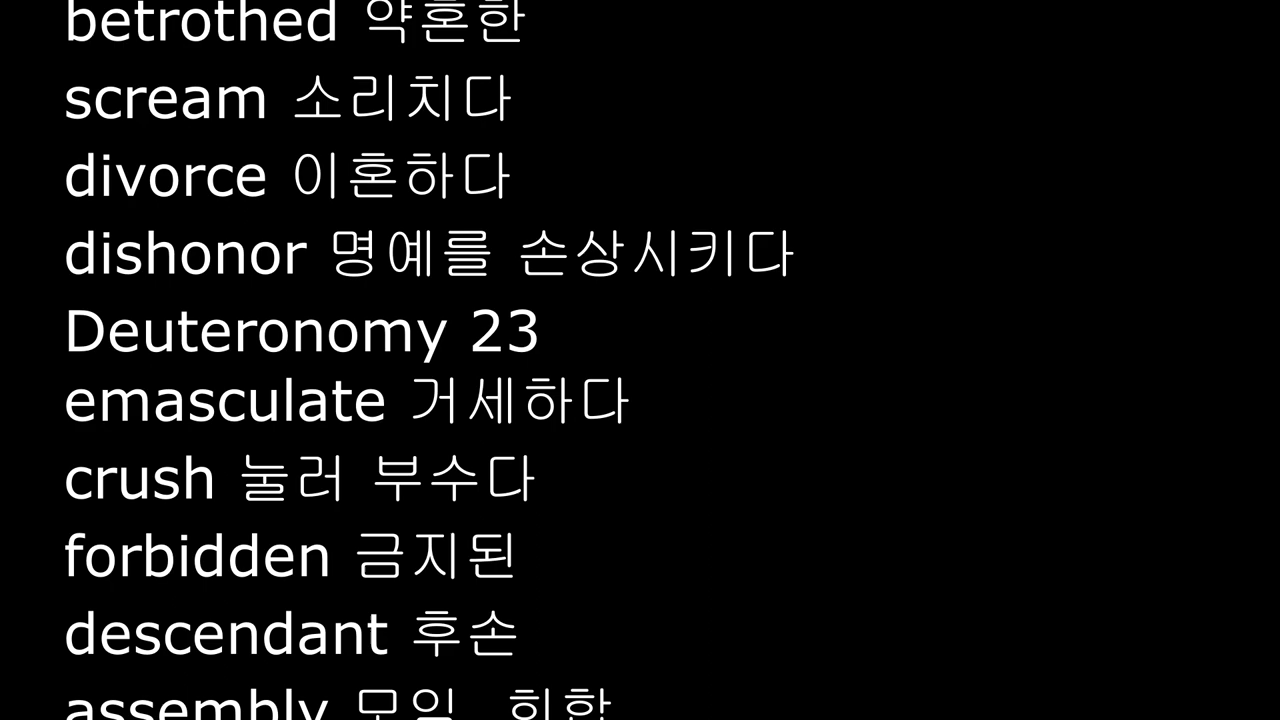 betrothed 약혼한
scream 소리치다
divorce 이혼하다
dishonor 명예를 손상시키다
Deuteronomy 23
emasculate 거세하다
crush 눌러 부수다
forbidden 금지된
descendant 후손
assembly 모임, 회합